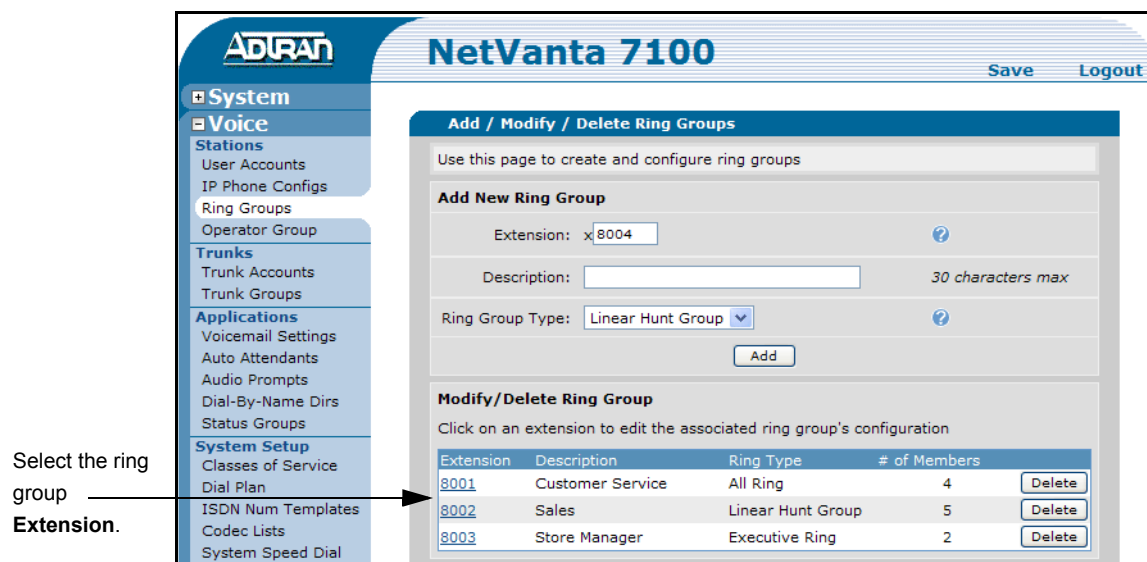 ADTRAN
NetVanta 7100
Save Logout
System
Voice
Stations
User Accounts
IP Phone Configs
Ring Groups
Operator Group
Trunks
Trunk Accounts
Trunk Groups
Applications
Voicemail Settings
Auto Attendants
Audio Prompts
Dial-By-Name Dirs
Status Groups
System Setup
Classes of Service
Dial Plan
ISDN Num Templates
Codec Lists
System Speed Dial
Add / Modify / Delete Ring Groups
Use this page to create and configure ring groups
Add New Ring Group
Extension: x 8004 ?
Description: 30 characters max
Ring Group Type: Linear Hunt Group ?
Add
Modify/Delete Ring Group
Click on an extension to edit the associated ring group's configuration
Extension Description Ring Type # of Members
8001 Customer Service All Ring 4 Delete
8002 Sales Linear Hunt Group 5 Delete
8003 Store Manager Executive Ring 2 Delete
Select the ring
group
Extension.